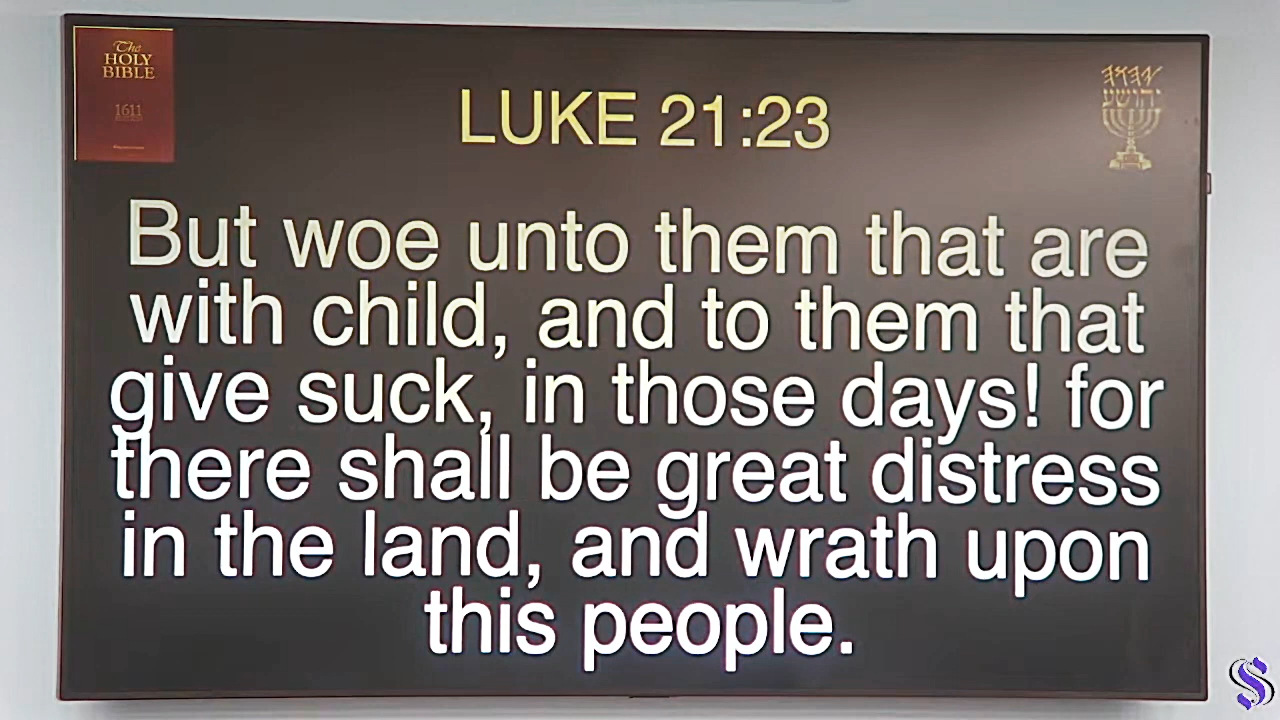 The
HOLY
BIBLE
1611
LUKE 21:23
יהושע
But woe unto them that are
with child, and to them that
give suck, in those days! for
there shall be great distress
in the land, and wrath upon
this people.